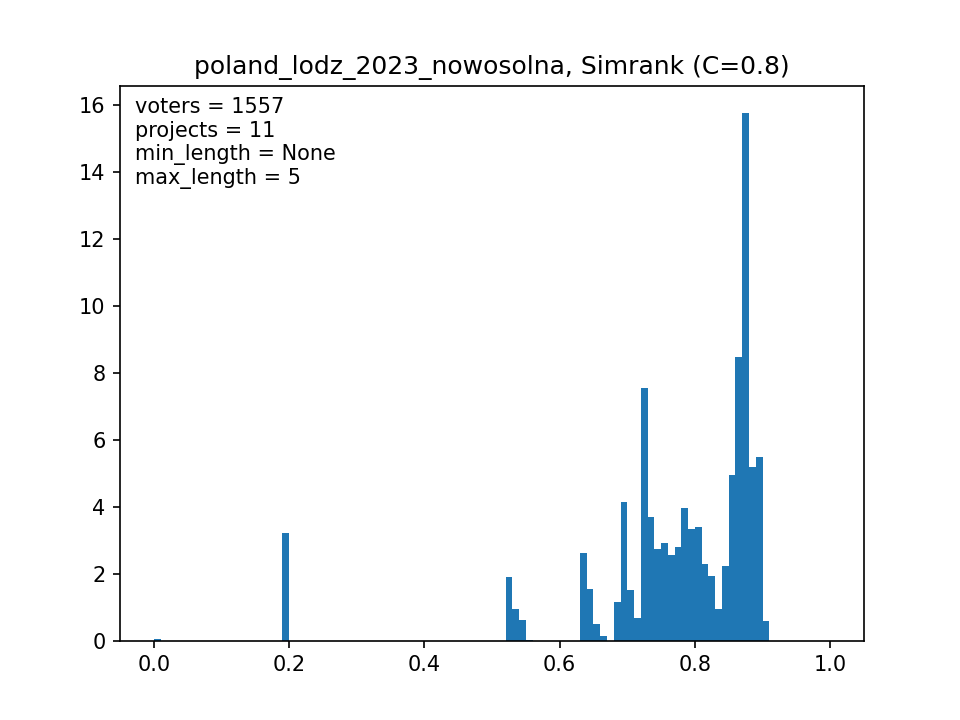 poland_lodz_2023_nowosolna, Simrank (C=0.8)
voters = 1557
projects = 11
min_length = None
max_length = 5
16
14
12
10
8
6
4
2
0
0.0 0.2 0.4 0.6 0.8 1.0